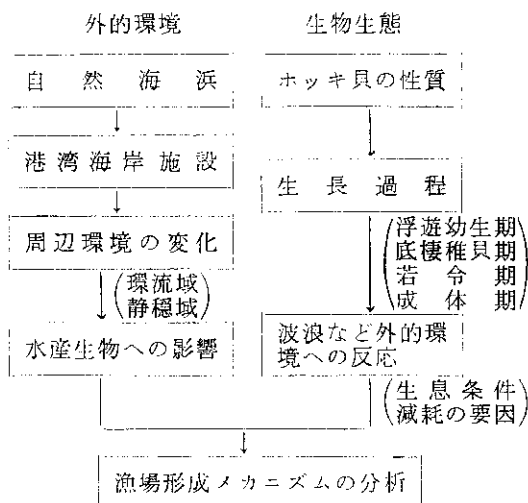 外的環境
自然海浜
港湾海岸施設
周辺環境の変化
(環流域
静穏域)
水産生物への影響
生物生態
ホッキ貝の性質
生長過程
(浮遊幼生期
底棲稚貝期
若令期
成体期)
波浪など外的環
境への反応
(生息条件
減耗の要因)
漁場形成メカニズムの分析